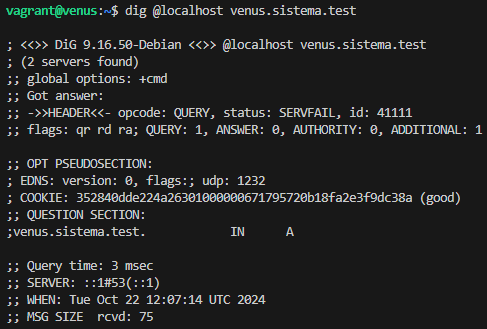 vagrant@venus:~$ dig @localhost venus.sistema.test
; <<>> DiG 9.16.50-Debian <<>> @localhost venus.sistema.test
; (2 servers found)
;; global options: +cmd
;; Got answer:
;; ->>HEADER<<- opcode: QUERY, status: SERVFAIL, id: 41111
;; flags: qr rd ra; QUERY: 1, ANSWER: 0, AUTHORITY: 0, ADDITIONAL: 1
;; OPT PSEUDOSECTION:
; EDNS: version: 0, flags:; udp: 1232
; COOKIE: 352840dde224a26301000000671795720b18fa2e3f9dc38a (good)
;; QUESTION SECTION:
;venus.sistema.test. IN A
;; Query time: 3 msec
;; SERVER: ::1#53(::1)
;; WHEN: Tue Oct 22 12:07:14 UTC 2024
;; MSG SIZE rcvd: 75